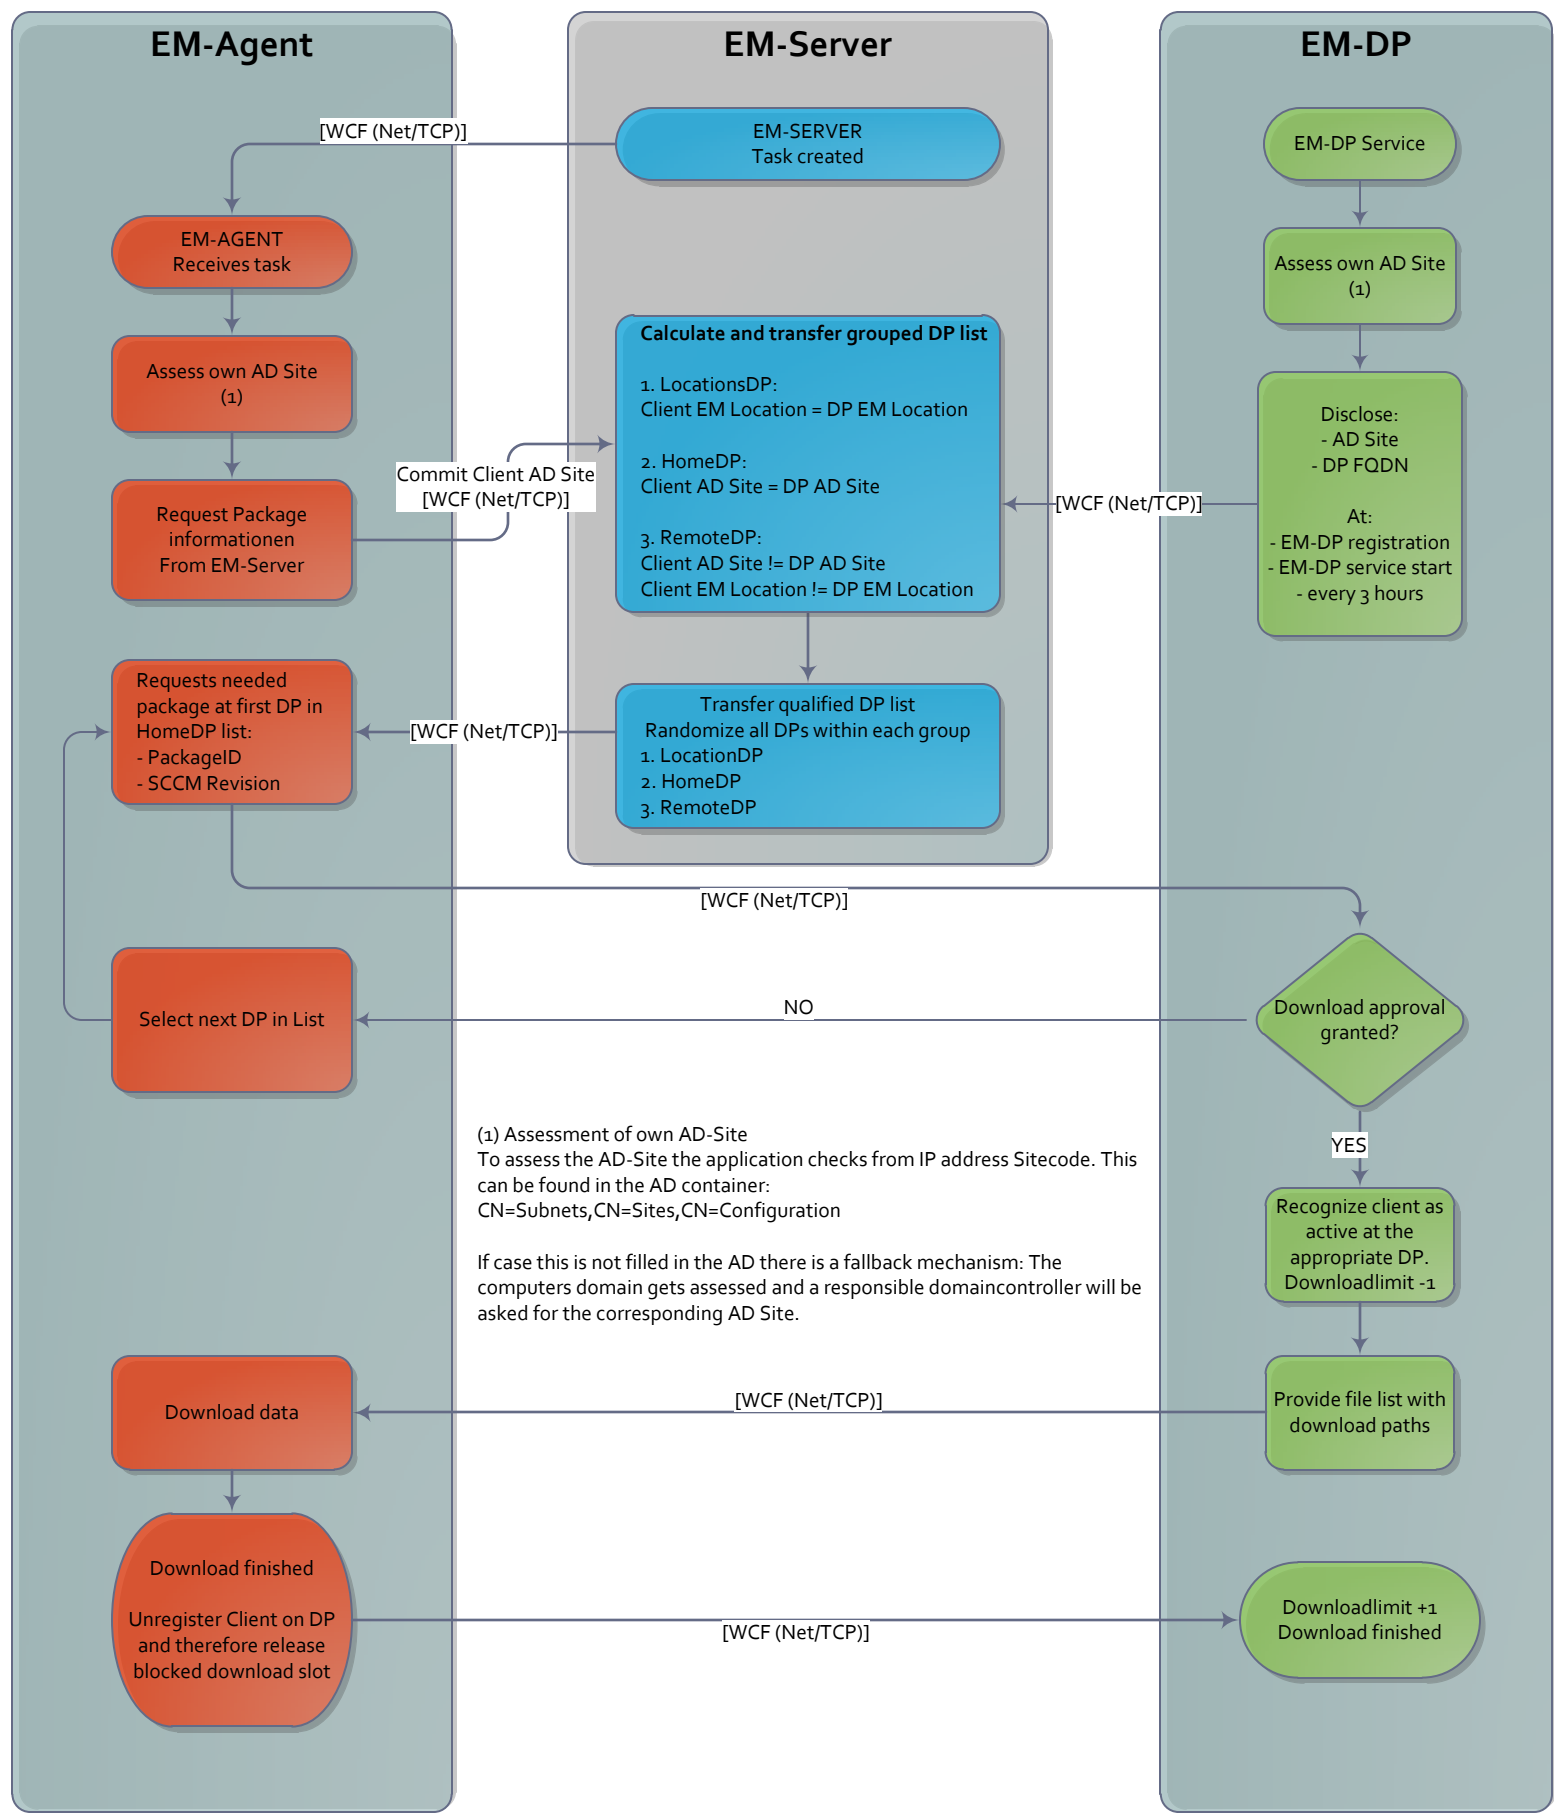 EM-Agent
EM-Server
EM-DP
[WCF (Net/TCP)]
EM-SERVER
Task created
EM-DP Service
EM-AGENT
Receives task
Assess own AD Site
(1)
Assess own AD Site
(1)
Request Package
informationen
From EM-Server
Commit Client AD Site
[WCF (Net/TCP)]
Calculate and transfer grouped DP list
1. LocationsDP:
Client EM Location = DP EM Location
2. HomeDP:
Client AD Site = DP AD Site
3. RemoteDP:
Client AD Site != DP AD Site
Client EM Location != DP EM Location
[WCF (Net/TCP)]
Disclose:
- AD Site
- DP FQDN
At:
- EM-DP registration
- EM-DP service start
- every 3 hours
Requests needed
package at first DP in
HomeDP list:
- PackageID
- SCCM Revision
[WCF (Net/TCP)]
Transfer qualified DP list
Randomize all DPs within each group
1. LocationDP
2. HomeDP
3. RemoteDP
[WCF (Net/TCP)]
Select next DP in List
NO
Download approval
granted?
YES
(1) Assessment of own AD-Site
To assess the AD-Site the application checks from IP address Sitecode. This
can be found in the AD container:
CN=Subnets,CN=Sites,CN=Configuration
If case this is not filled in the AD there is a fallback mechanism: The
computers domain gets assessed and a responsible domaincontroller will be
asked for the corresponding AD Site.
Recognize client as
active at the
appropriate DP.
Downloadlimit -1
Download data
[WCF (Net/TCP)]
Provide file list with
download paths
Download finished
Unregister Client on DP
and therefore release
blocked download slot
[WCF (Net/TCP)]
Downloadlimit +1
Download finished